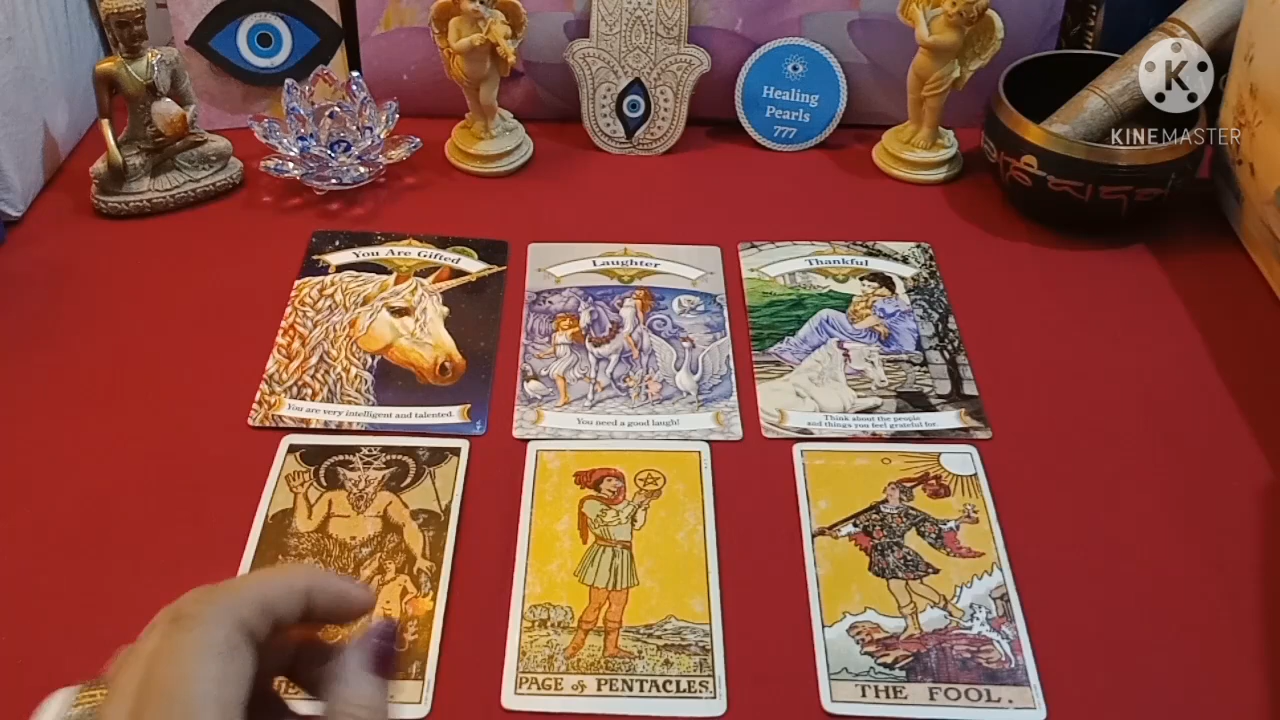 Healing
Pearls
777
KINEMASTER
You Are Gifted
You are very intelligent and talented.
Laughter
You need a good laugh!
Thankful
Think about the people
and things you feel grateful for.
PAGE of PENTACLES.
THE FOOL.